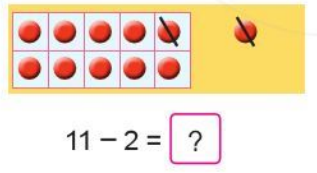 11 − 2 = ?